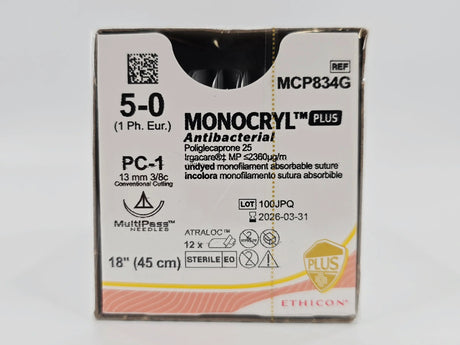 REF
MCP834G
5-0
(1 Ph. Eur.)
MONOCRYL™ PLUS
Antibacterial
Poliglecaprone 25
Irgacare®‡ MP ≤2360µg/m
undyed monofilament absorbable suture
incolora monofilamento sutura absorbible
PC-1
13 mm 3/8c
Conventional Cutting
MultiPass™
NEEDLES
LOT 100JPQ
2026-03-31
ATRALOC™
12 x
STERILE EO
18" (45 cm)
PLUS
ETHICON®